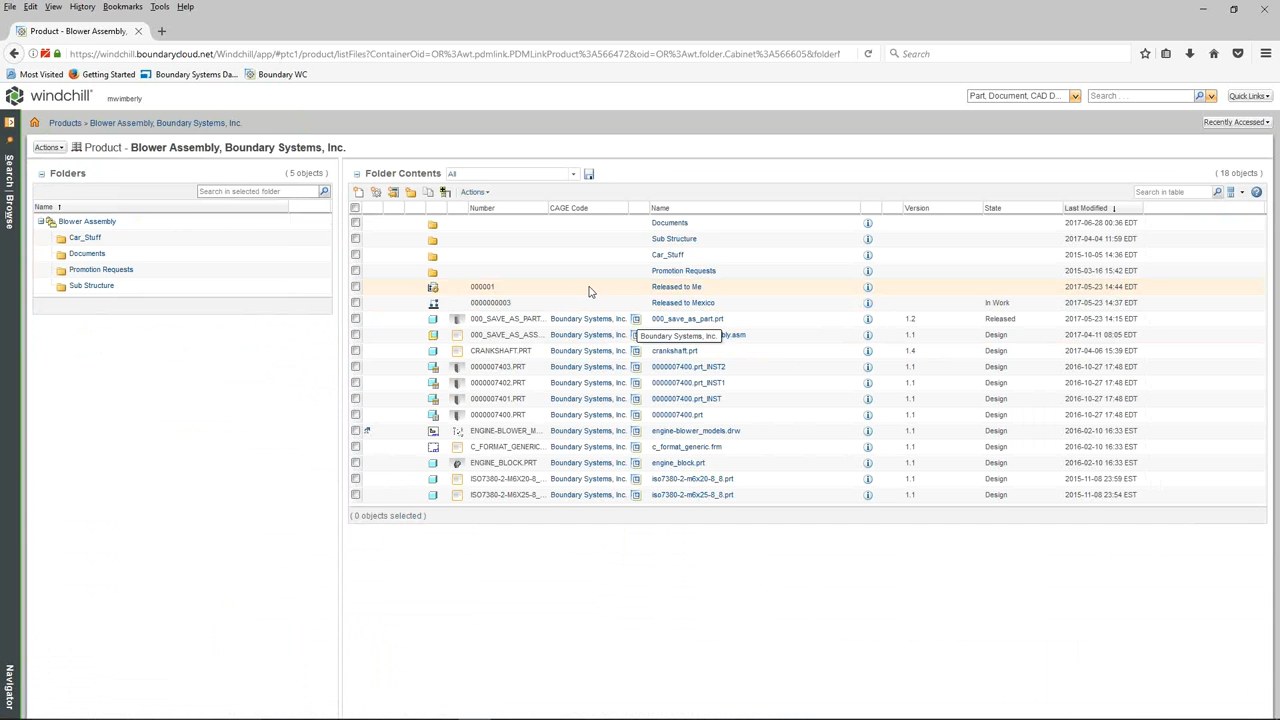 File Edit View History Bookmarks Tools Help
Product - Blower Assembly,
https://windchill.boundarycloud.net/Windchill/app/#ptc1/product/listFiles?ContainerOid=OR%3Awt.pdmlink.PDMLinkProduct%3A566472&oid=OR%3Awt.folder.Cabinet%3A566605&folder! Search
Most Visited Getting Started Boundary Systems Da... Boundary WC
windchill mwimberly Part, Document, CAD D... Search . . . Quick Links
Products > Blower Assembly, Boundary Systems, Inc. Recently Accessed
Actions Product - Blower Assembly, Boundary Systems, Inc.
Search | Browse
Navigator
Folders ( 5 objects )
Search in selected folder
Name ↑
Blower Assembly
Car_Stuff
Documents
Promotion Requests
Sub Structure
Folder Contents All ( 18 objects )
Actions Search in table
Number CAGE Code Name Version State Last Modified ↓
Documents 2017-06-28 00:36 EDT
Sub Structure 2017-04-04 11:59 EDT
Car_Stuff 2015-10-05 14:36 EDT
Promotion Requests 2015-03-16 15:42 EDT
000001 Released to Me 2017-05-23 14:44 EDT
0000000003 Released to Mexico In Work 2017-05-23 14:37 EDT
000_SAVE_AS_PART... Boundary Systems, Inc. 000_save_as_part.prt 1.2 Released 2017-05-23 14:15 EDT
000_SAVE_AS_ASS... Boundary Systems, Inc. Boundary Systems, Inc. bly.asm 1.1 Design 2017-04-11 08:05 EDT
CRANKSHAFT.PRT Boundary Systems, Inc. crankshaft.prt 1.4 Design 2017-04-06 15:39 EDT
0000007403.PRT Boundary Systems, Inc. 0000007400.prt_INST2 1.1 Design 2016-10-27 17:48 EDT
0000007402.PRT Boundary Systems, Inc. 0000007400.prt_INST1 1.1 Design 2016-10-27 17:48 EDT
0000007401.PRT Boundary Systems, Inc. 0000007400.prt_INST 1.1 Design 2016-10-27 17:48 EDT
0000007400.PRT Boundary Systems, Inc. 0000007400.prt 1.1 Design 2016-10-27 17:48 EDT
ENGINE-BLOWER_M... Boundary Systems, Inc. engine-blower_models.drw 1.1 Design 2016-02-10 16:33 EST
C_FORMAT_GENERIC... Boundary Systems, Inc. c_format_generic.frm 1.1 Design 2016-02-10 16:33 EST
ENGINE_BLOCK.PRT Boundary Systems, Inc. engine_block.prt 1.1 Design 2016-02-10 16:33 EST
ISO7380-2-M6X20-8_... Boundary Systems, Inc. iso7380-2-m6x20-8_8.prt 1.1 Design 2015-11-08 23:59 EST
ISO7380-2-M6X25-8_... Boundary Systems, Inc. iso7380-2-m6x25-8_8.prt 1.1 Design 2015-11-08 23:54 EST
( 0 objects selected )